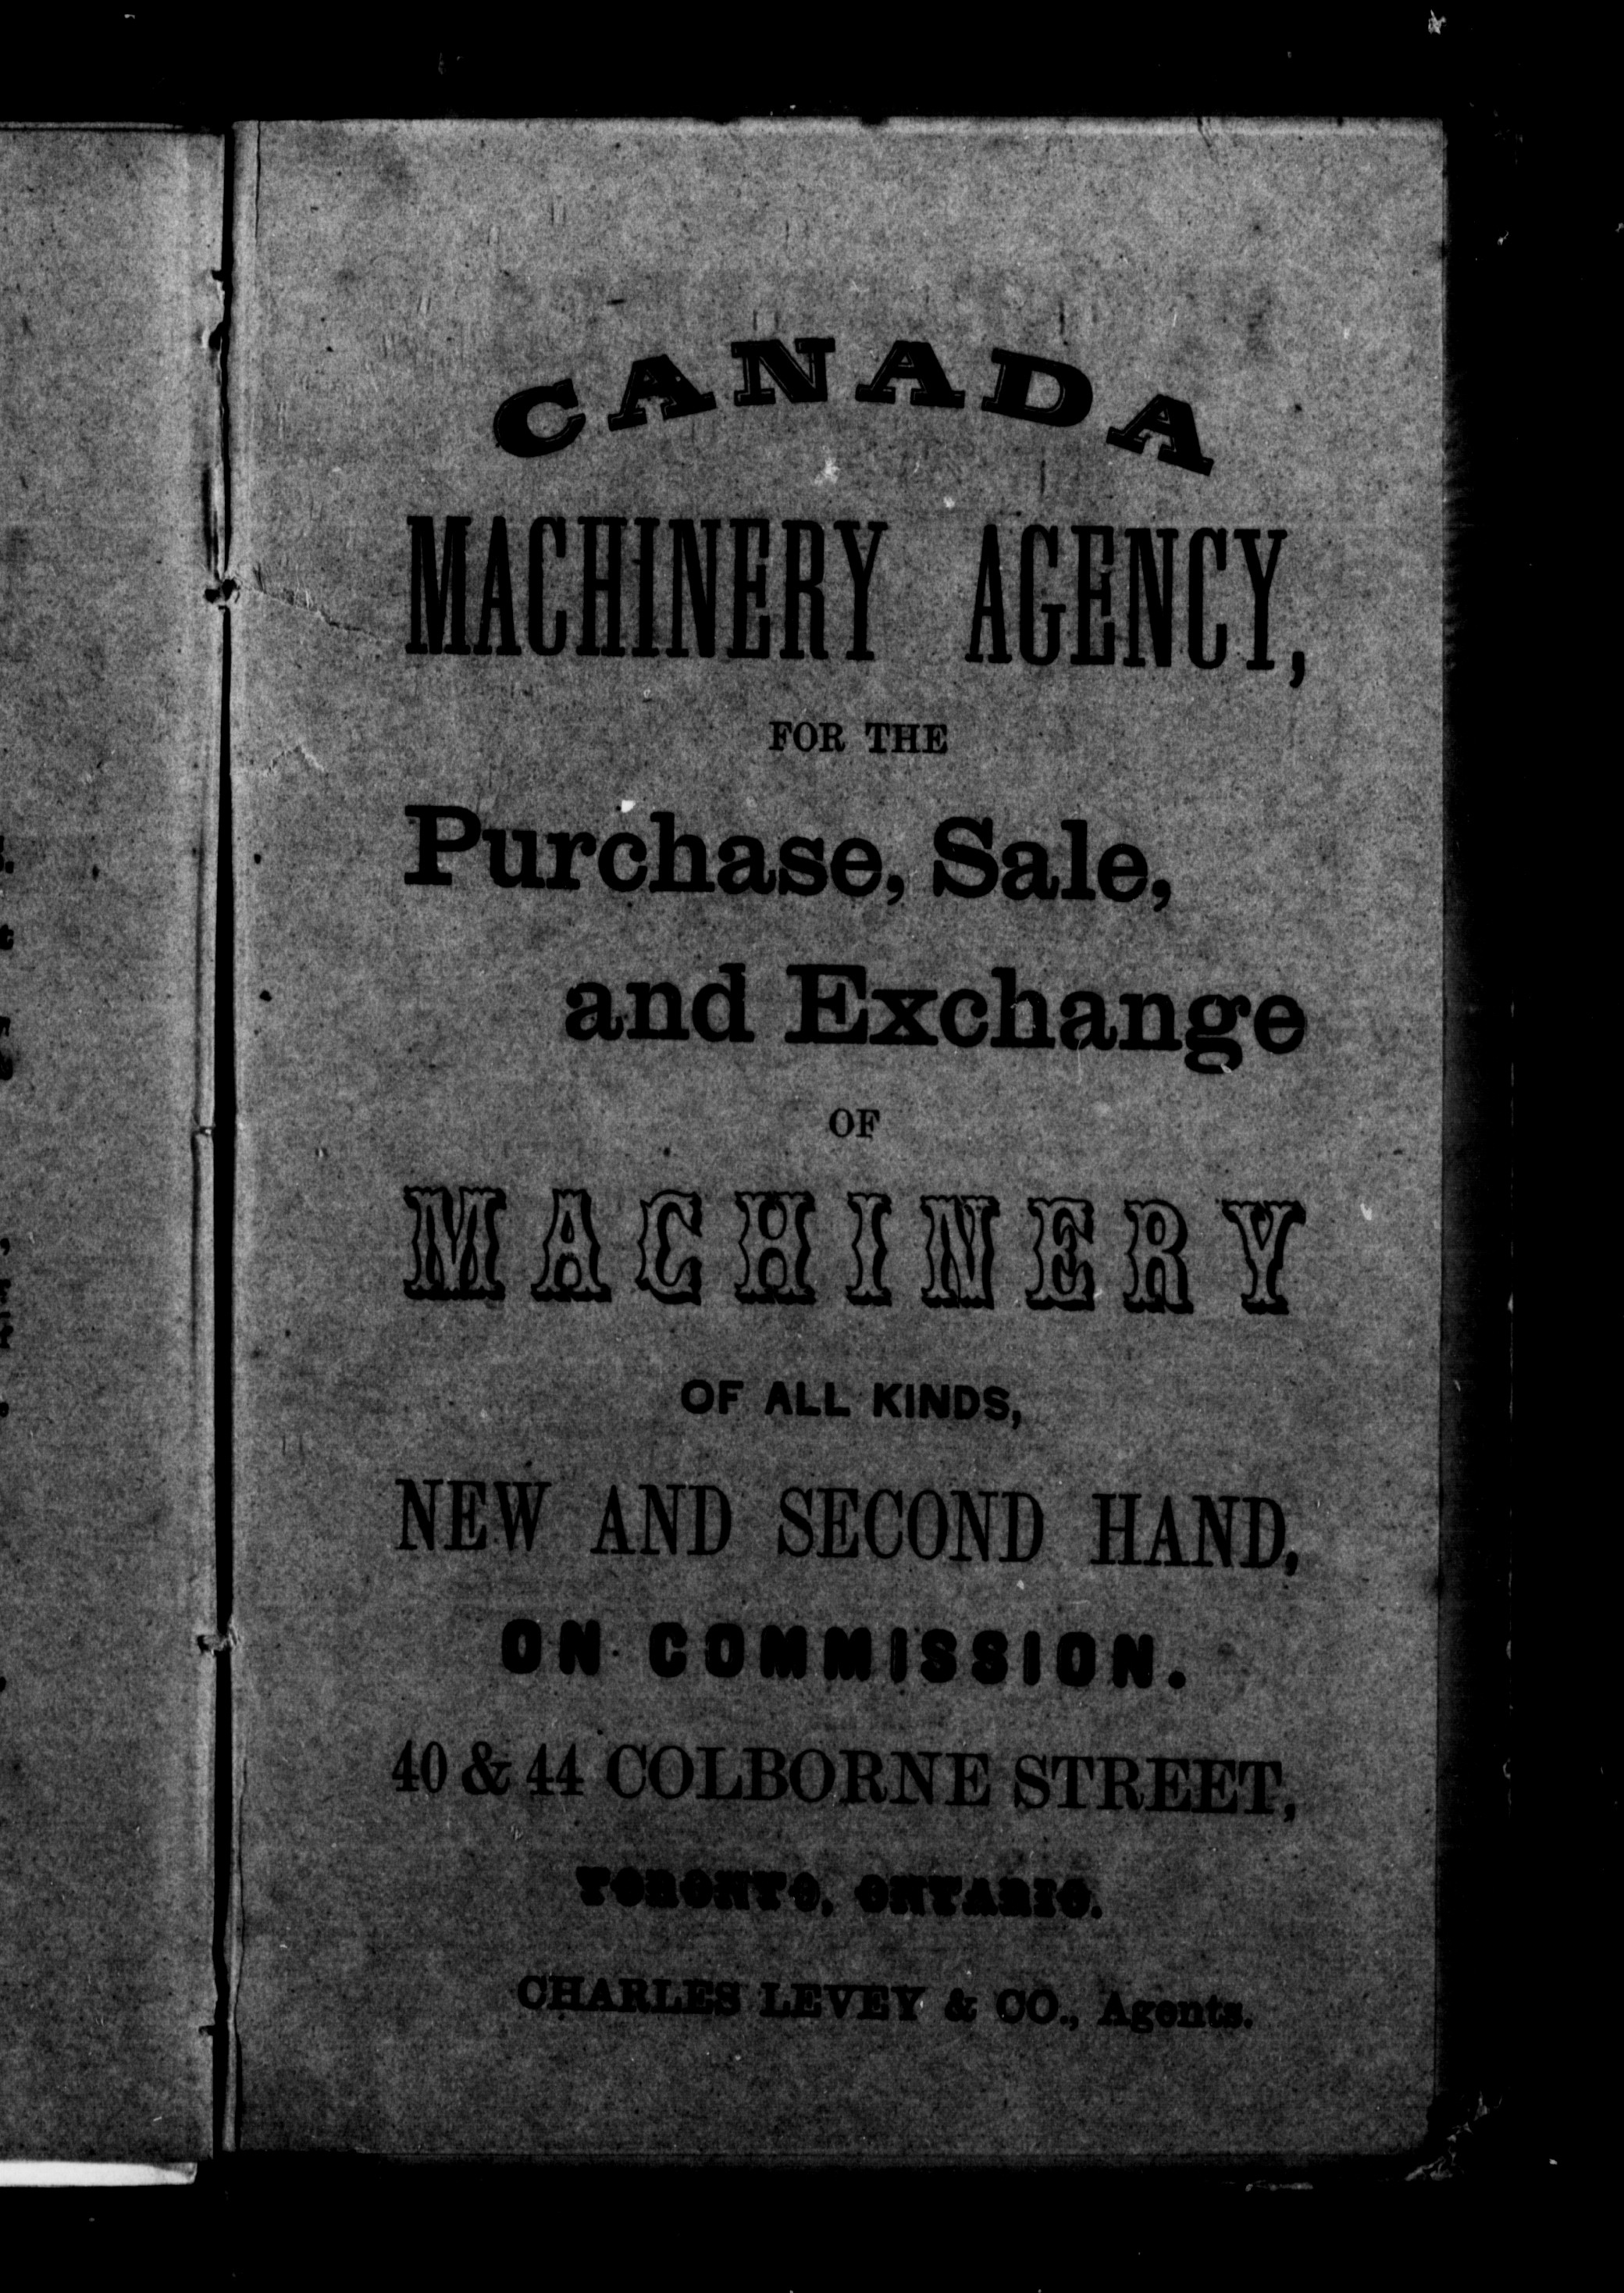 CANADA
MACHINERY AGENCY,
FOR THE
Purchase, Sale,
and Exchange
OF
MACHINERY
OF ALL KINDS,
NEW AND SECOND HAND,
ON COMMISSION.
40 & 44 COLBORNE STREET,
TORONTO, ONTARIO.
CHARLES LEVEY & CO., Agents.